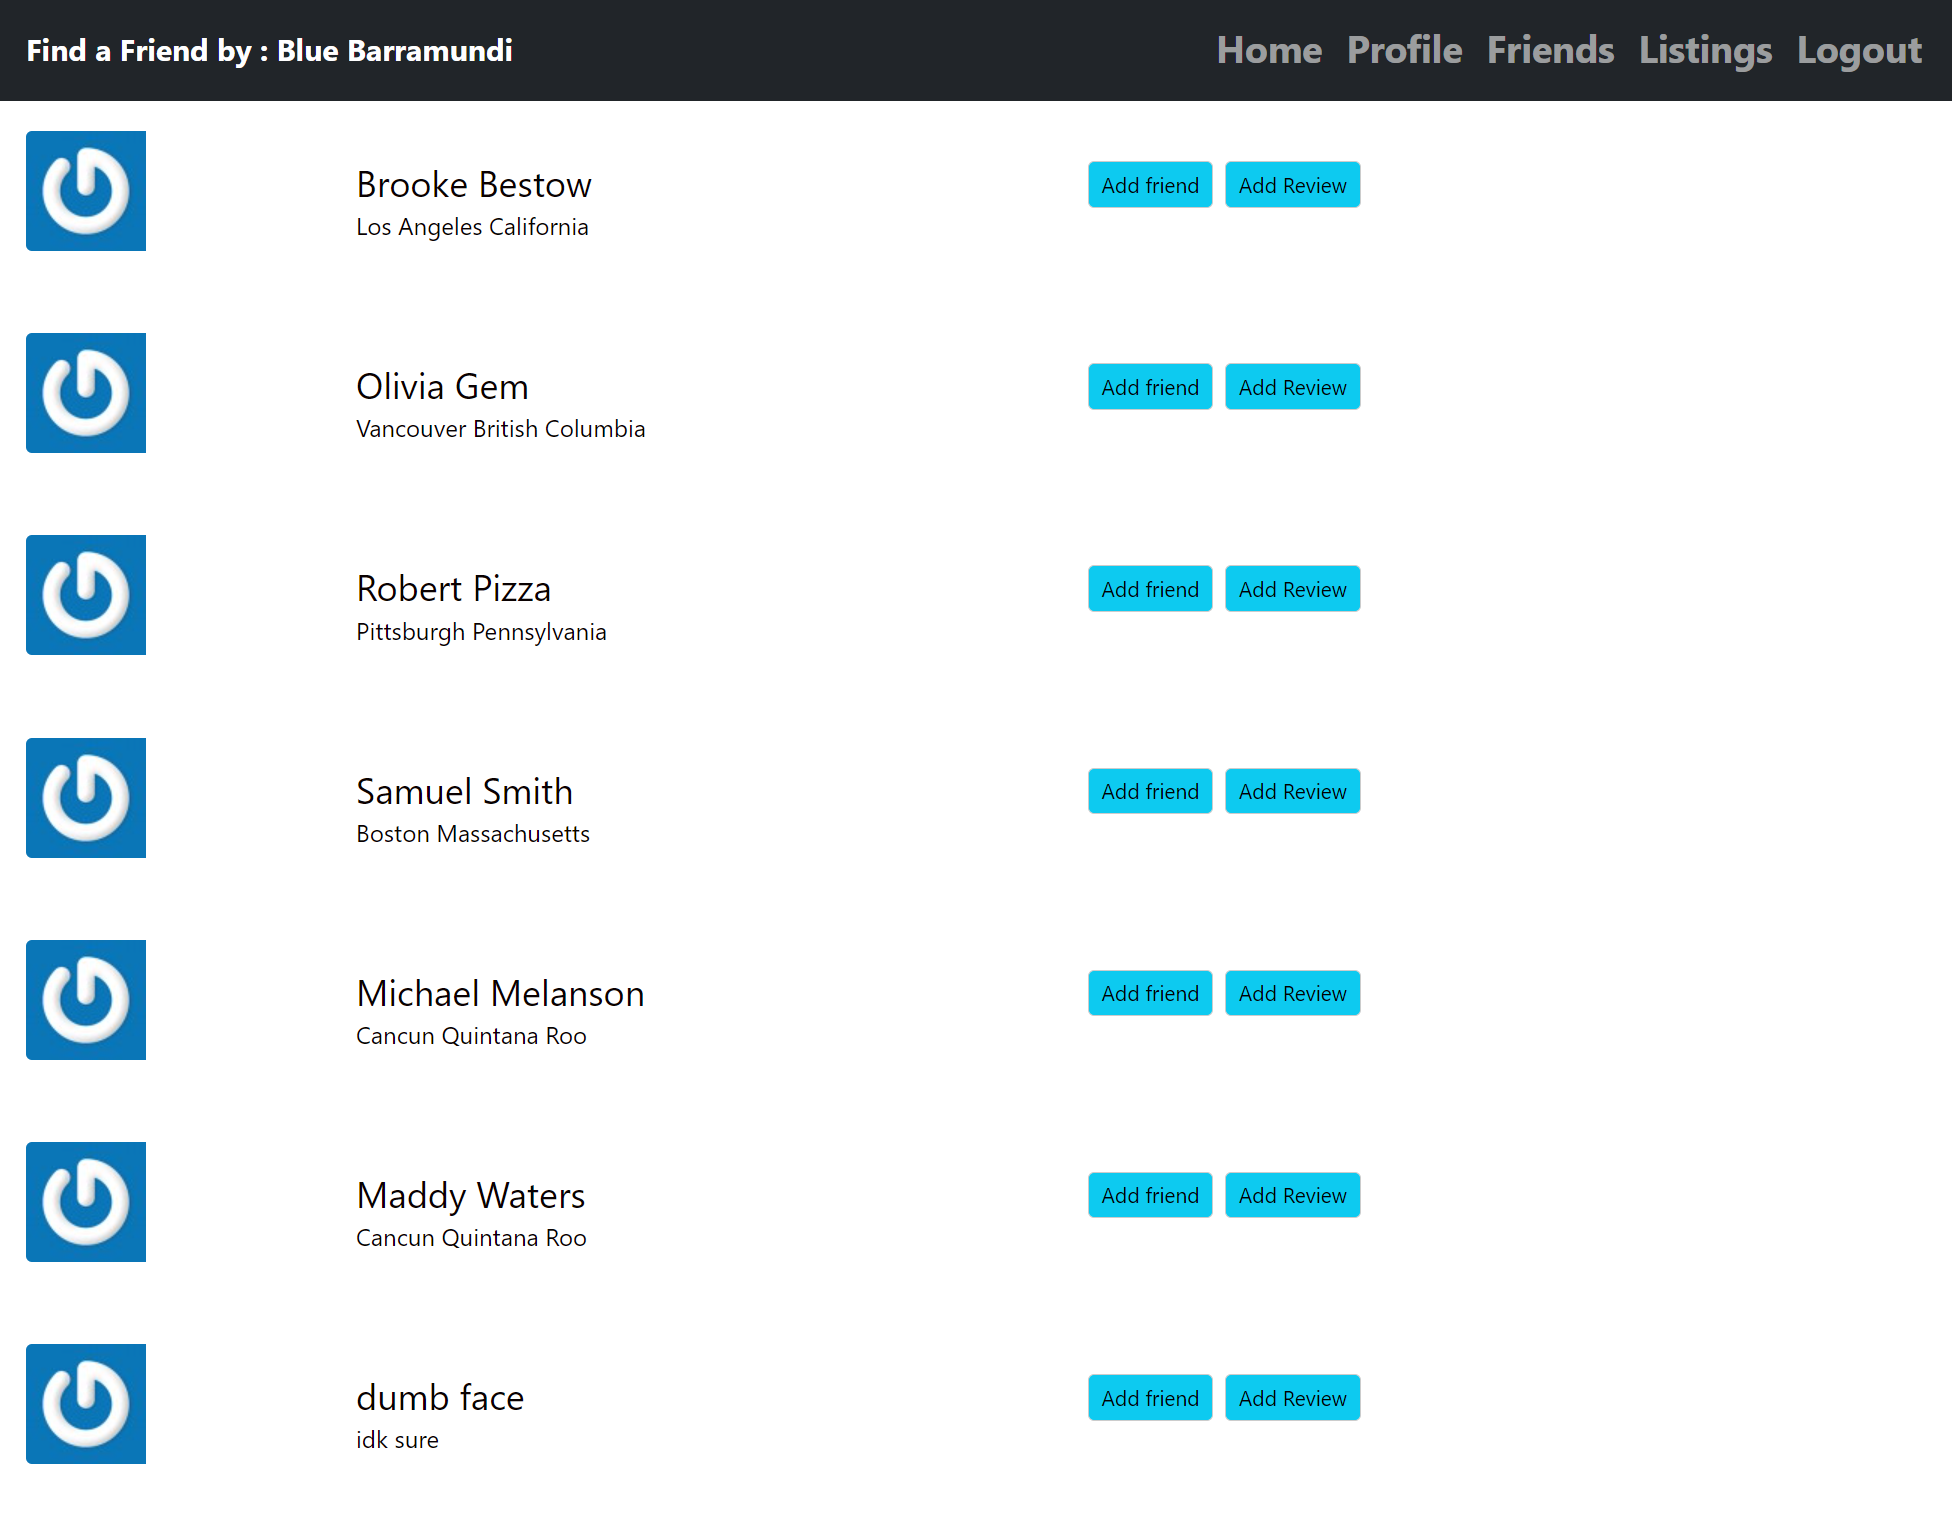 Find a Friend by : Blue Barramundi
Home Profile Friends Listings Logout
Brooke Bestow
Los Angeles California
Add friend Add Review
Olivia Gem
Vancouver British Columbia
Add friend Add Review
Robert Pizza
Pittsburgh Pennsylvania
Add friend Add Review
Samuel Smith
Boston Massachusetts
Add friend Add Review
Michael Melanson
Cancun Quintana Roo
Add friend Add Review
Maddy Waters
Cancun Quintana Roo
Add friend Add Review
dumb face
idk sure
Add friend Add Review